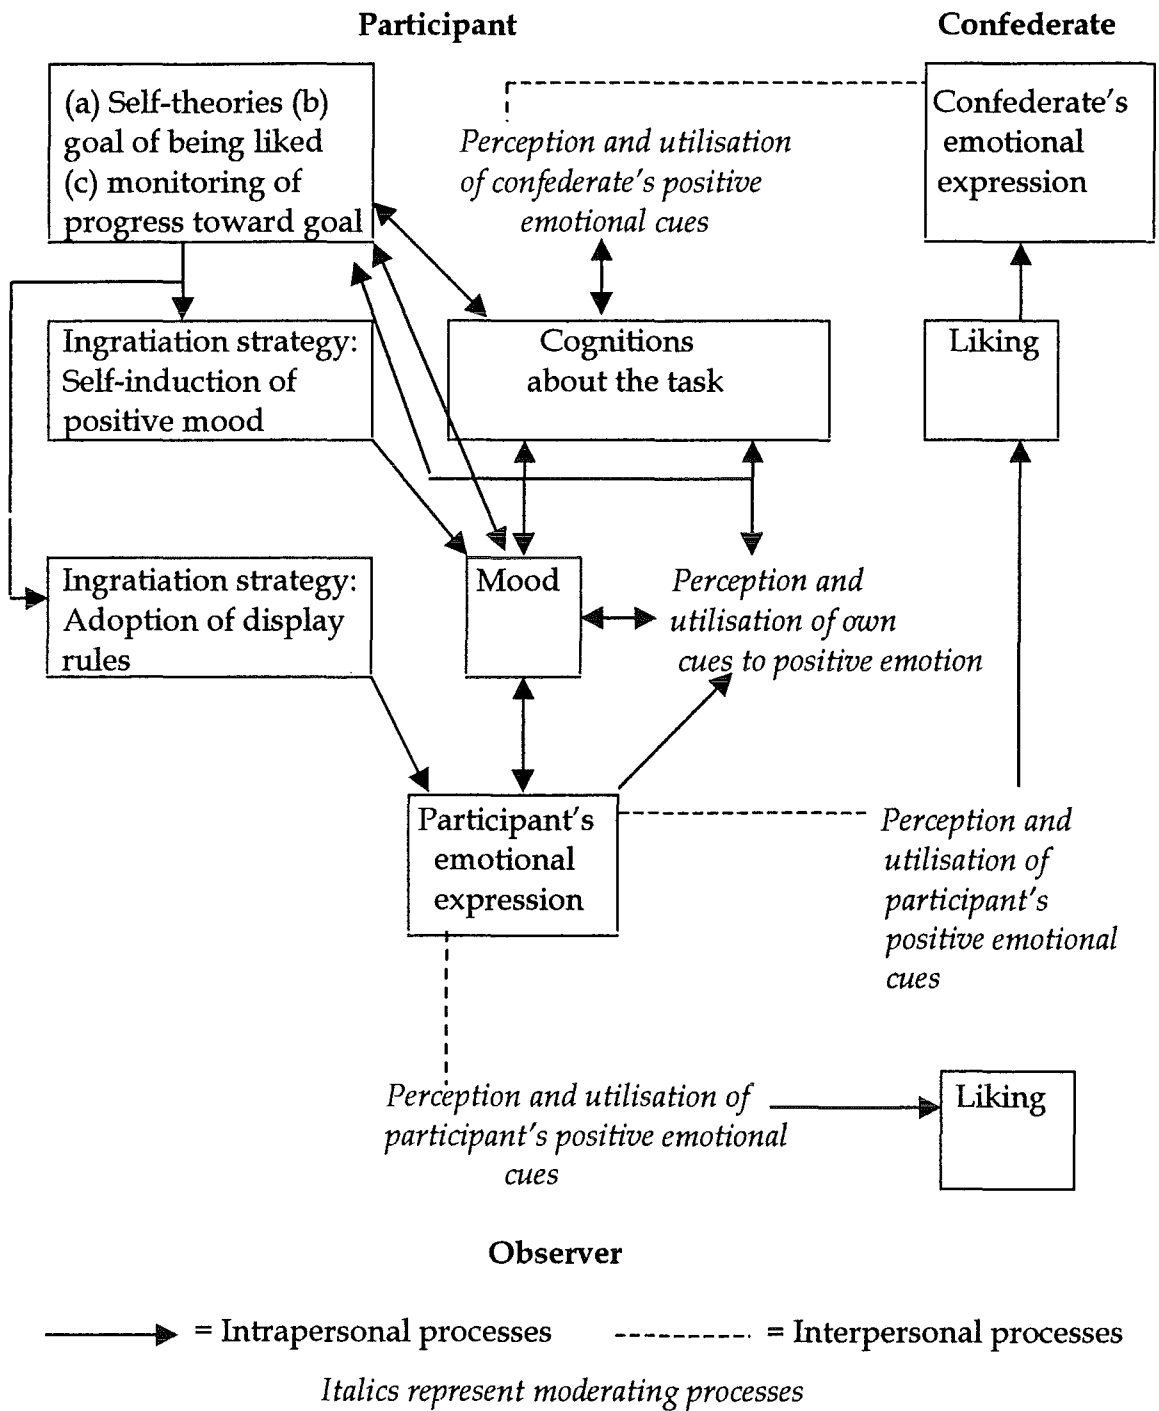 Participant
Confederate
(a) Self-theories (b)
goal of being liked
(c) monitoring of
progress toward goal
Perception and utilisation
of confederate's positive
emotional cues
Confederate's
emotional
expression
Ingratiation strategy:
Self-induction of
positive mood
Cognitions
about the task
Liking
Ingratiation strategy:
Adoption of display
rules
Mood
Perception and
utilisation of own
cues to positive emotion
Participant's
emotional
expression
Perception and
utilisation of
participant's
positive emotional
cues
Perception and utilisation of
participant's positive emotional
cues
Liking
Observer
= Intrapersonal processes
= Interpersonal processes
Italics represent moderating processes